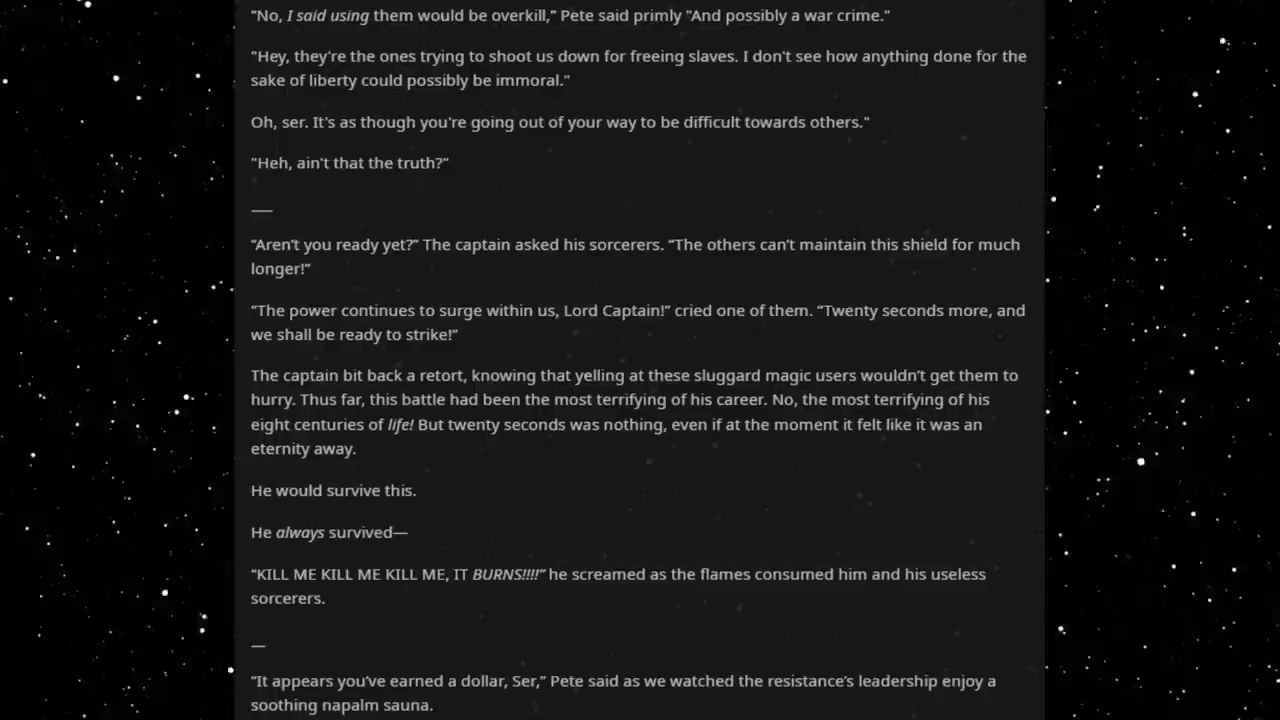 “No, I said using them would be overkill,” Pete said primly "And possibly a war crime."
"Hey, they're the ones trying to shoot us down for freeing slaves. I don't see how anything done for the
sake of liberty could possibly be immoral."
Oh, ser. It's as though you're going out of your way to be difficult towards others."
"Heh, ain't that the truth?"
—–
“Aren’t you ready yet?” The captain asked his sorcerers. “The others can’t maintain this shield for much
longer!”
“The power continues to surge within us, Lord Captain!” cried one of them. “Twenty seconds more, and
we shall be ready to strike!”
The captain bit back a retort, knowing that yelling at these sluggard magic users wouldn’t get them to
hurry. Thus far, this battle had been the most terrifying of his career. No, the most terrifying of his
eight centuries of life! But twenty seconds was nothing, even if at the moment it felt like it was an
eternity away.
He would survive this.
He always survived—
“KILL ME KILL ME KILL ME, IT BURNS!!!!” he screamed as the flames consumed him and his useless
sorcerers.
—
“It appears you’ve earned a dollar, Ser,” Pete said as we watched the resistance’s leadership enjoy a
soothing napalm sauna.